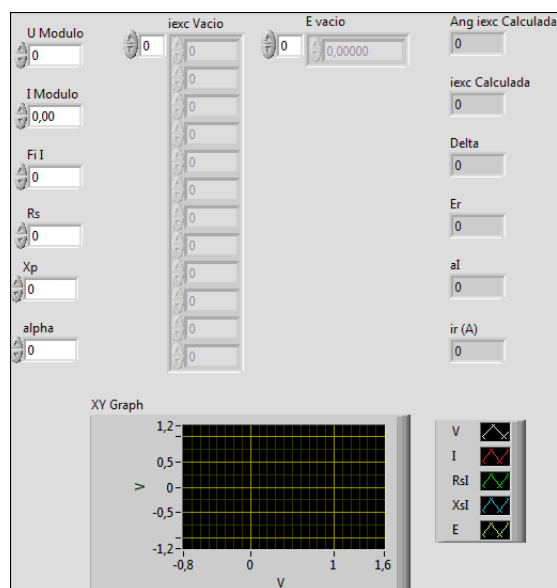 U Modulo
0
I Modulo
0,00
Fi I
0
Rs
0
Xp
0
alpha
0
iexc Vacio
0
0
0
0
0
0
0
0
0
0
0
0
0
E vacio
0
0,00000
Ang iexc Calculada
0
iexc Calculada
0
Delta
0
Er
0
aI
0
ir (A)
0
XY Graph
1,2
0,5
0
-0,5
-1,2
V
-0,8
0
1
1,6
V
V
I
RsI
XsI
E